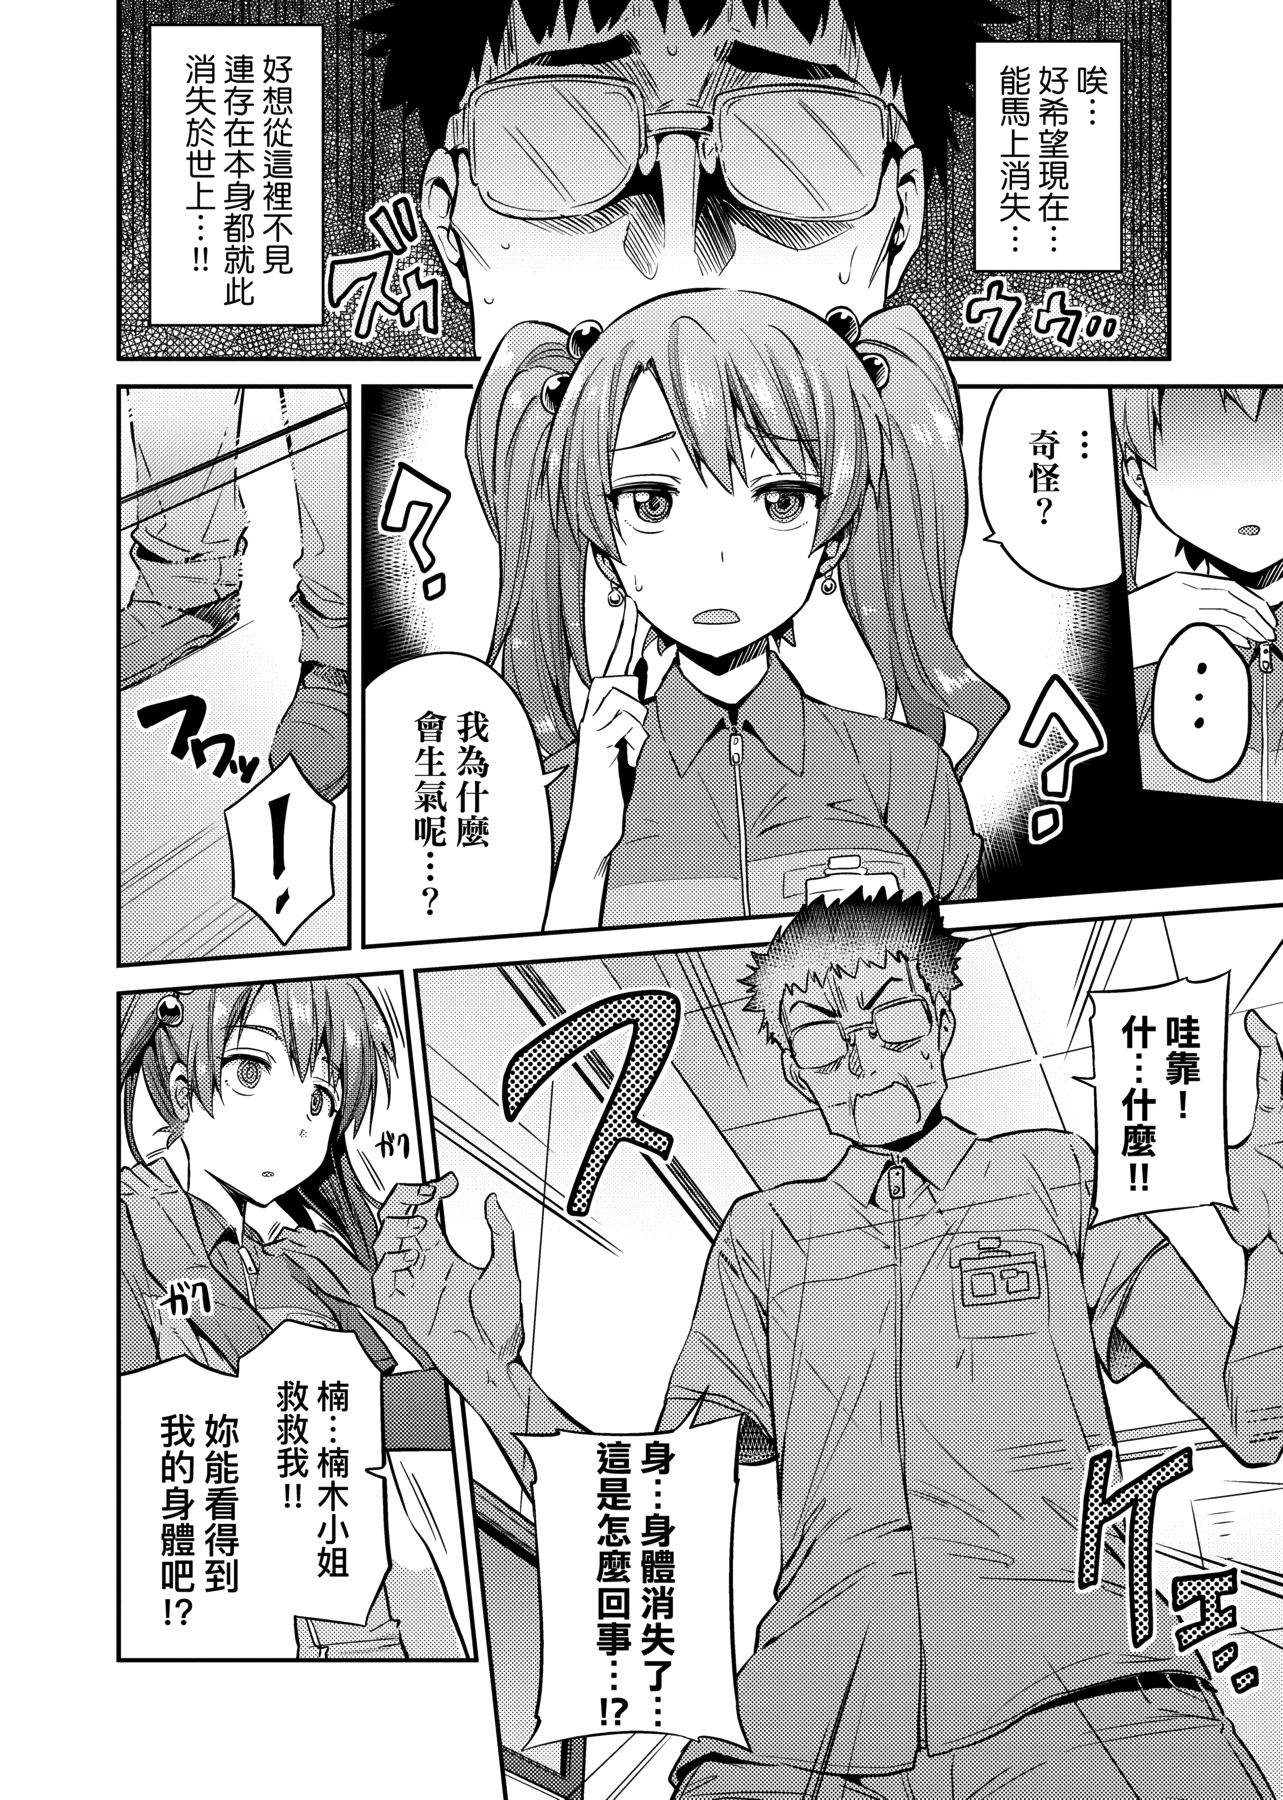 唉…
好希望現在…
能馬上消失…
好想從這裡不見
連存在本身都就此
消失於世上…!!
ズゥ
ウゥ
…
…
奇怪?
?
?
我為什麼
會生氣呢…?
フワッ
!
哇靠!
什…什麼!!
スゥ
身…身體消失了…
這是怎麼回事…!?
ケェ
ガク
ガク
楠…楠木小姐
救救我!!
妳能看得到
我的身體吧!?